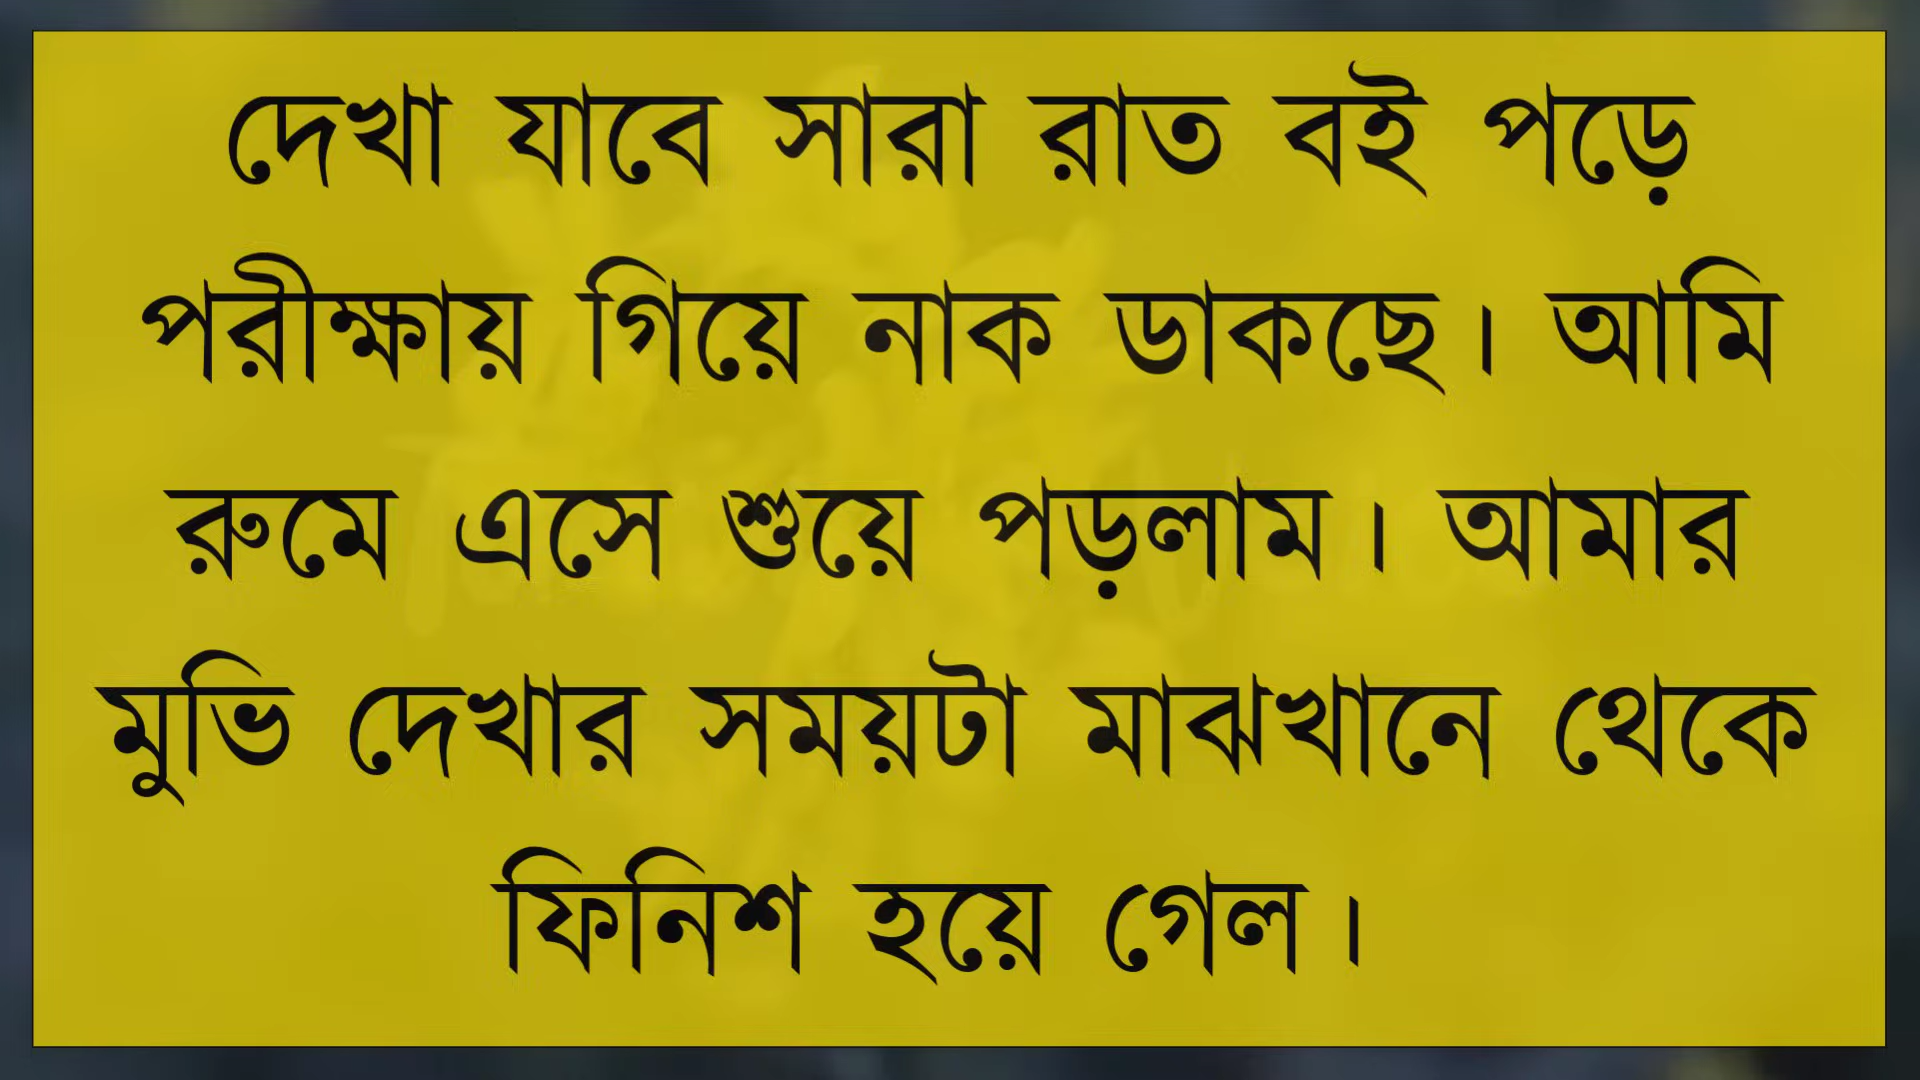 দেখা যাবে সারা রাত বই পড়ে
পরীক্ষায় গিয়ে নাক ডাকছে। আমি
রুমে এসে শুয়ে পড়লাম। আমার
মুভি দেখার সময়টা মাঝখানে থেকে
ফিনিশ হয়ে গেল।